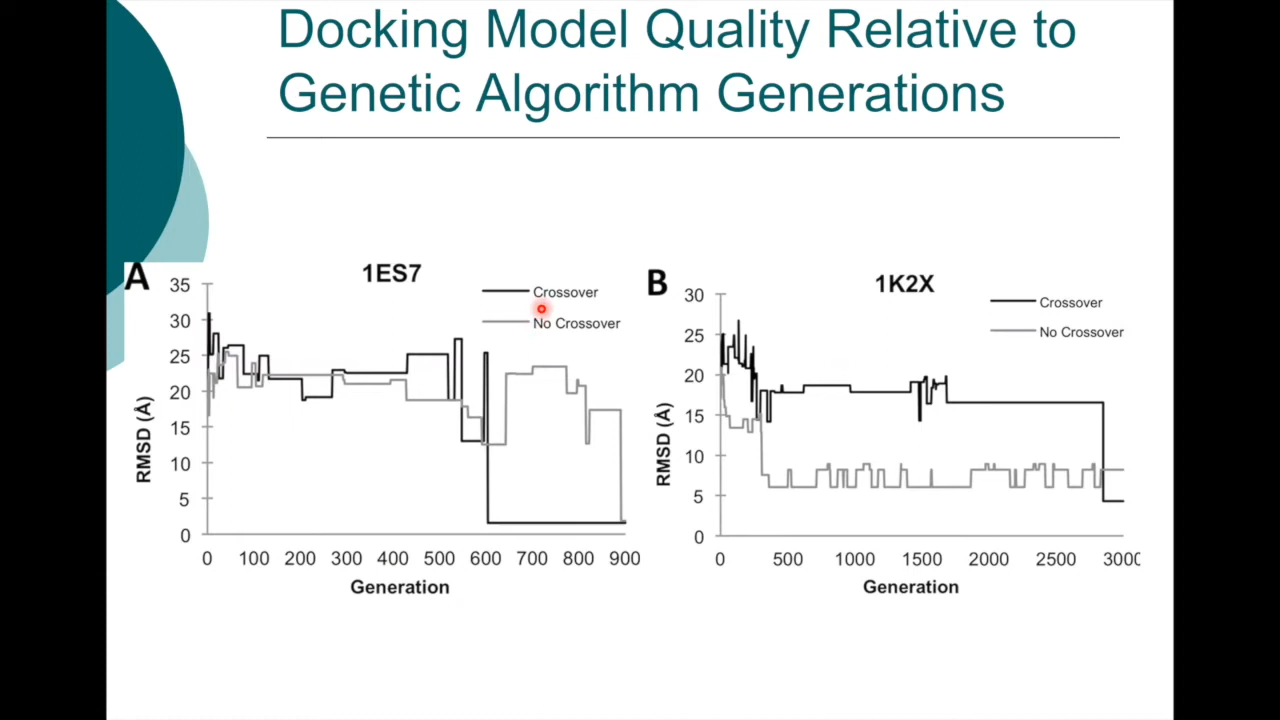 Docking Model Quality Relative to
Genetic Algorithm Generations
A
1ES7
Crossover
No Crossover
35
30
25
20
15
10
5
0
RMSD (Å)
0 100 200 300 400 500 600 700 800 900
Generation
B
1K2X
Crossover
No Crossover
30
25
20
15
10
5
0
RMSD (Å)
0 500 1000 1500 2000 2500 3000
Generation